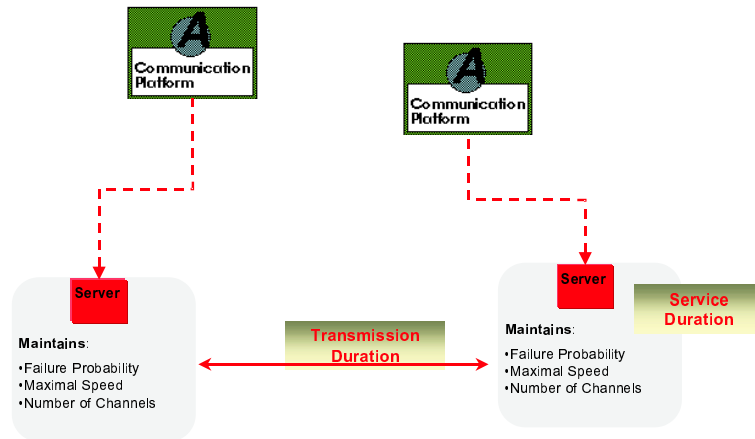 A
Communication
Platform
A
Communication
Platform
Server
Maintains:
•Failure Probability
•Maximal Speed
•Number of Channels
Transmission
Duration
Server
Maintains:
•Failure Probability
•Maximal Speed
•Number of Channels
Service
Duration